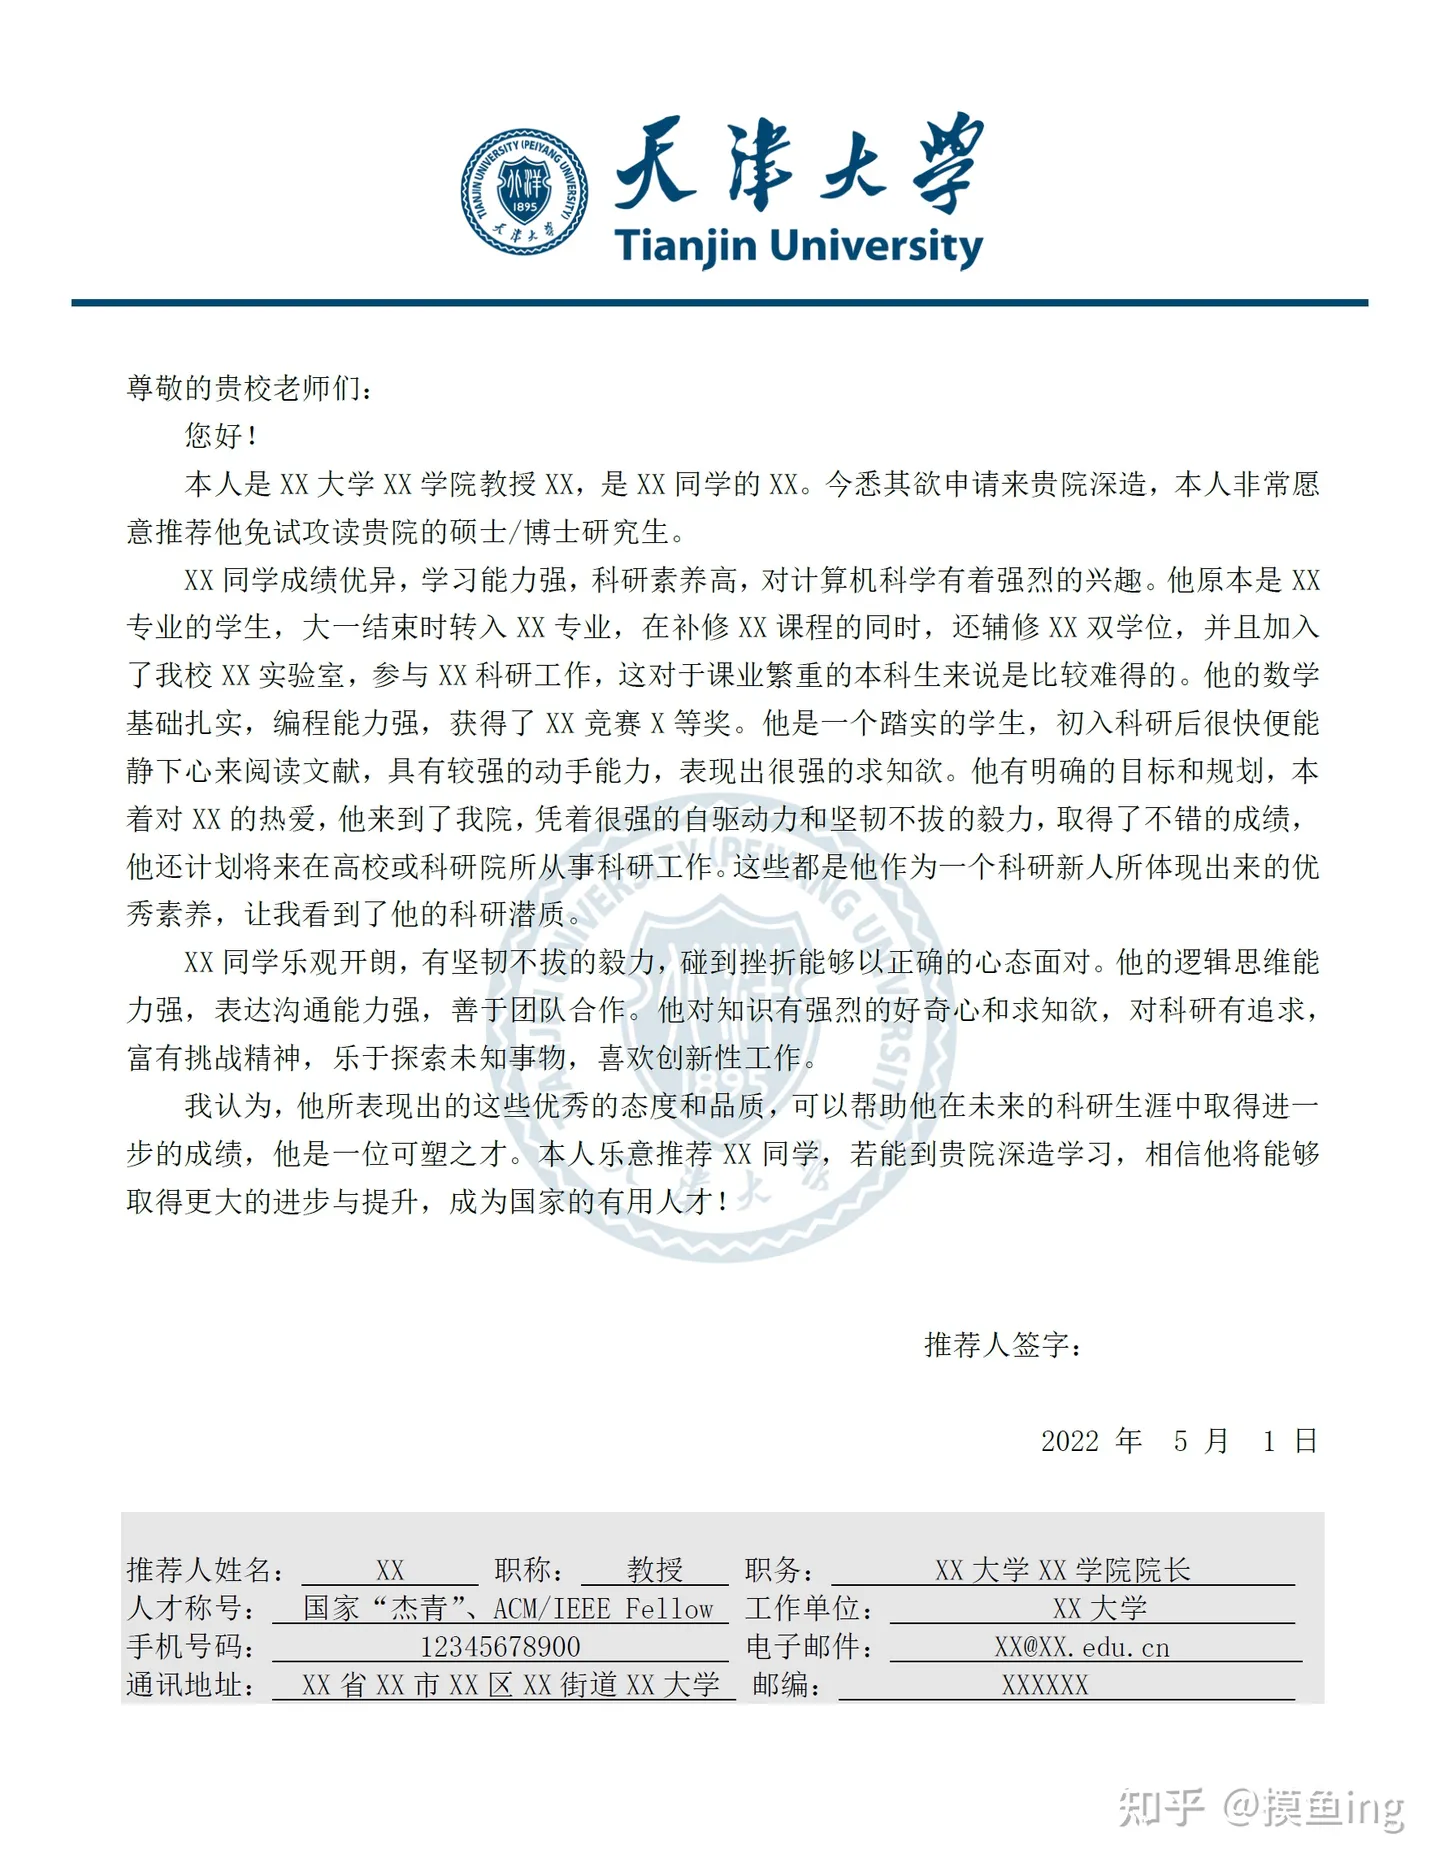 TIANJIN UNIVERSITY (PEIYANG UNIVERSITY)
北洋
1895
天津大学
天津大学
Tianjin University
尊敬的贵校老师们：
您好！
本人是 XX 大学 XX 学院教授 XX，是 XX 同学的 XX。今悉其欲申请来贵院深造，本人非常愿
意推荐他免试攻读贵院的硕士/博士研究生。
XX 同学成绩优异，学习能力强，科研素养高，对计算机科学有着强烈的兴趣。他原本是 XX
专业的学生，大一结束时转入 XX 专业，在补修 XX 课程的同时，还辅修 XX 双学位，并且加入
了我校 XX 实验室，参与 XX 科研工作，这对于课业繁重的本科生来说是比较难得的。他的数学
基础扎实，编程能力强，获得了 XX 竞赛 X 等奖。他是一个踏实的学生，初入科研后很快便能
静下心来阅读文献，具有较强的动手能力，表现出很强的求知欲。他有明确的目标和规划，本
着对 XX 的热爱，他来到了我院，凭着很强的自驱动力和坚韧不拔的毅力，取得了不错的成绩，
他还计划将来在高校或科研院所从事科研工作。这些都是他作为一个科研新人所体现出来的优
秀素养，让我看到了他的科研潜质。
XX 同学乐观开朗，有坚韧不拔的毅力，碰到挫折能够以正确的心态面对。他的逻辑思维能
力强，表达沟通能力强，善于团队合作。他对知识有强烈的好奇心和求知欲，对科研有追求，
富有挑战精神，乐于探索未知事物，喜欢创新性工作。
我认为，他所表现出的这些优秀的态度和品质，可以帮助他在未来的科研生涯中取得进一
步的成绩，他是一位可塑之才。本人乐意推荐 XX 同学，若能到贵院深造学习，相信他将能够
取得更大的进步与提升，成为国家的有用人才！
TIANJIN UNIVERSITY (PEIYANG UNIVERSITY)
北洋
1895
天津大学
推荐人签字：
2022 年 5 月 1 日
推荐人姓名： XX 职称： 教授 职务： XX 大学 XX 学院院长
人才称号： 国家“杰青”、ACM/IEEE Fellow 工作单位： XX 大学
手机号码： 12345678900 电子邮件： XX@XX.edu.cn
通讯地址： XX 省 XX 市 XX 区 XX 街道 XX 大学 邮编： XXXXXX
知乎 @摸鱼ing